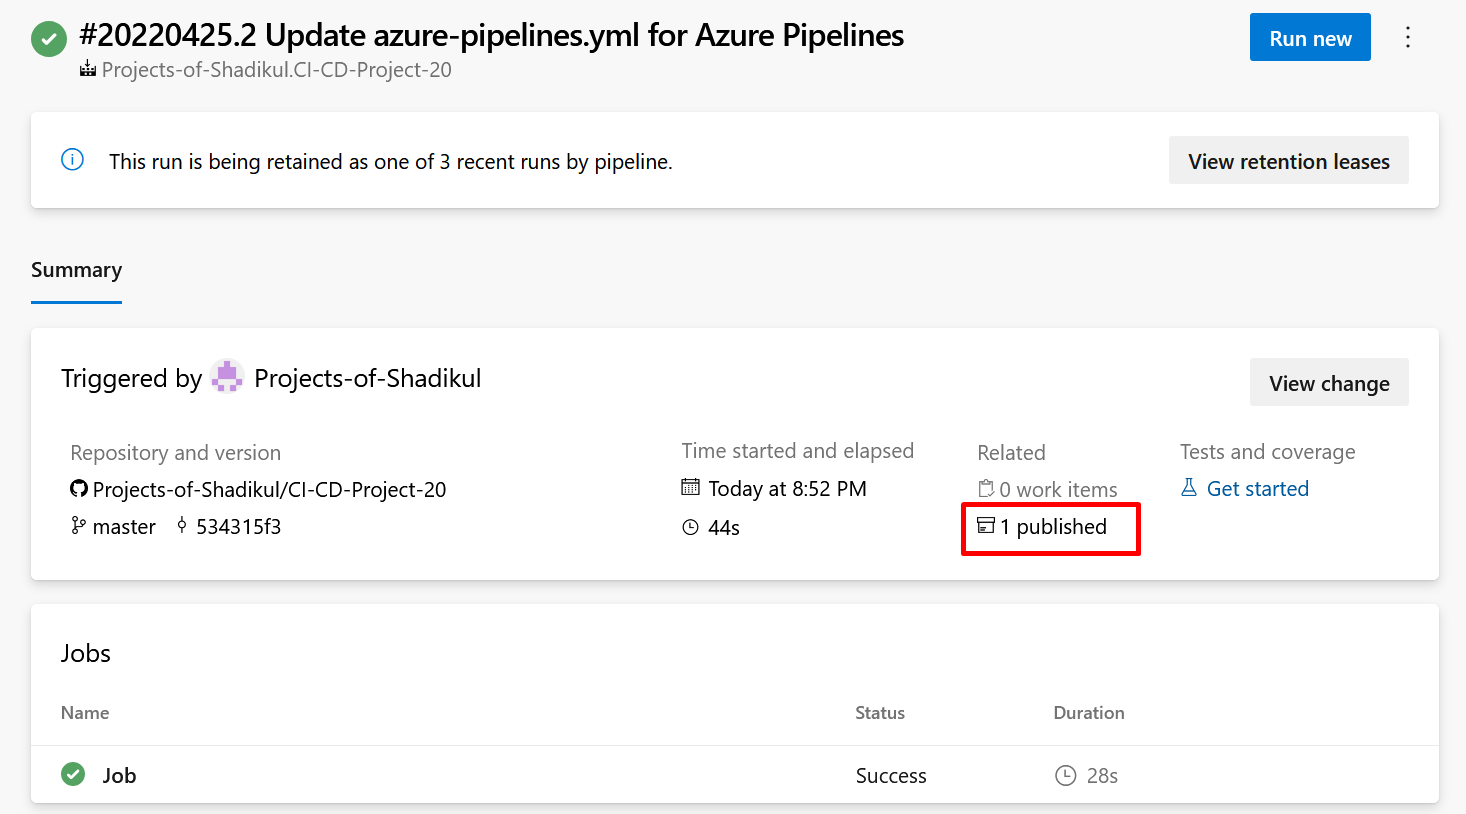 #20220425.2 Update azure-pipelines.yml for Azure Pipelines
Run new
Projects-of-Shadikul.CI-CD-Project-20
This run is being retained as one of 3 recent runs by pipeline.
View retention leases
Summary
Triggered by Projects-of-Shadikul
View change
Repository and version
Projects-of-Shadikul/CI-CD-Project-20
master 534315f3
Time started and elapsed
Today at 8:52 PM
44s
Related
0 work items
1 published
Tests and coverage
Get started
Jobs
Name Status Duration
Job Success 28s